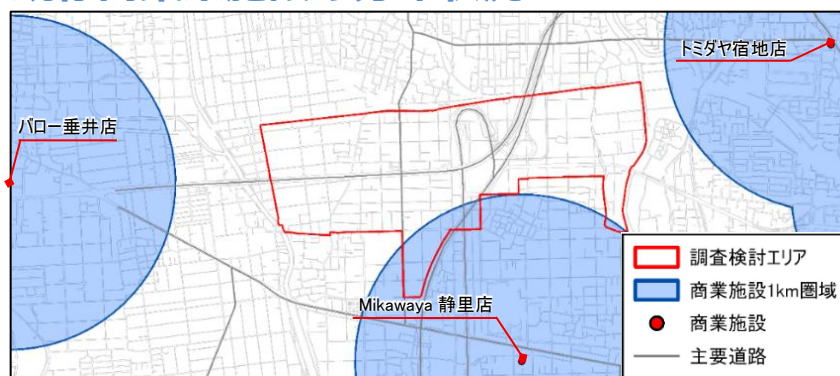 トミダヤ宿地店
バロー垂井店
Mikawaya 静里店
調査検討エリア
商業施設1km圏域
商業施設
主要道路